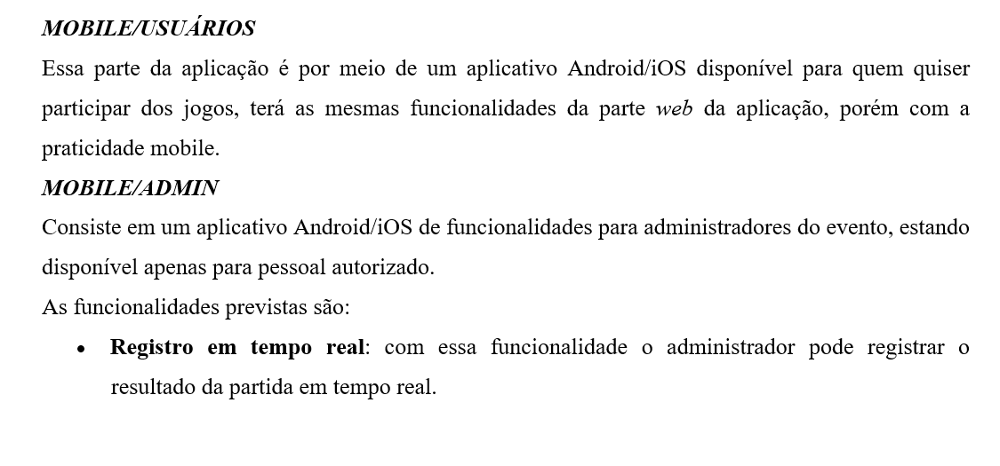 MOBILE/USUÁRIOS
Essa parte da aplicação é por meio de um aplicativo Android/iOS disponível para quem quiser
participar dos jogos, terá as mesmas funcionalidades da parte web da aplicação, porém com a
praticidade mobile.
MOBILE/ADMIN
Consiste em um aplicativo Android/iOS de funcionalidades para administradores do evento, estando
disponível apenas para pessoal autorizado.
As funcionalidades previstas são:
• Registro em tempo real: com essa funcionalidade o administrador pode registrar o
resultado da partida em tempo real.